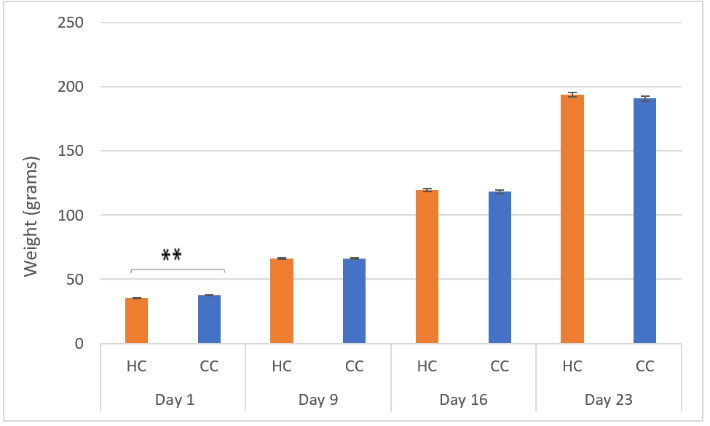 250
200
150
100
50
0
Weight (grams)
**
HC CC HC CC HC CC HC CC
Day 1 Day 9 Day 16 Day 23